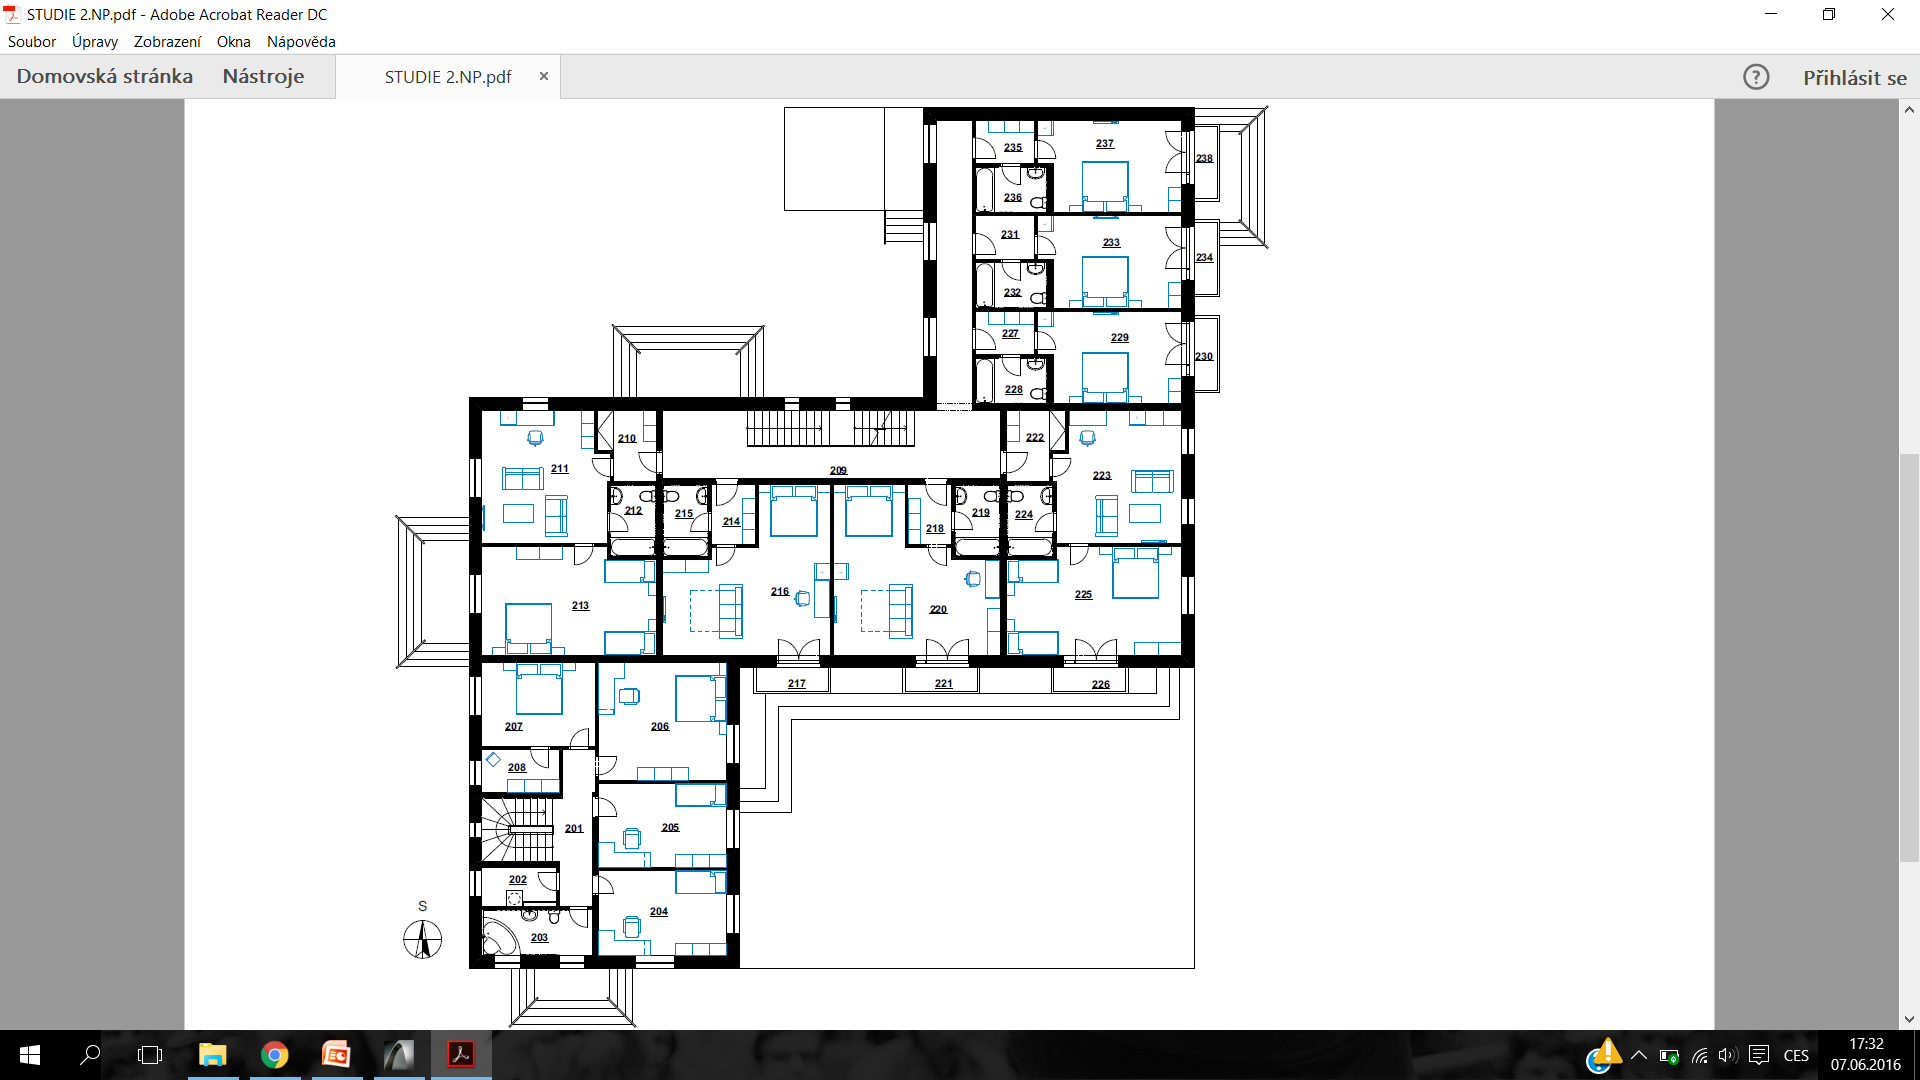 STUDIE 2.NP.pdf - Adobe Acrobat Reader DC
Soubor Úpravy Zobrazení Okna Nápověda
Domovská stránka Nástroje STUDIE 2.NP.pdf × ? Přihlásit se
235 237 238
236
231 233 234
232
227 229 230
228
210 222
211 209 223
212 215 214 218 219 224
213 216 220 225
217 221 226
207 206
208
201 205
202
204
203
S
CES
17:32
07.06.2016